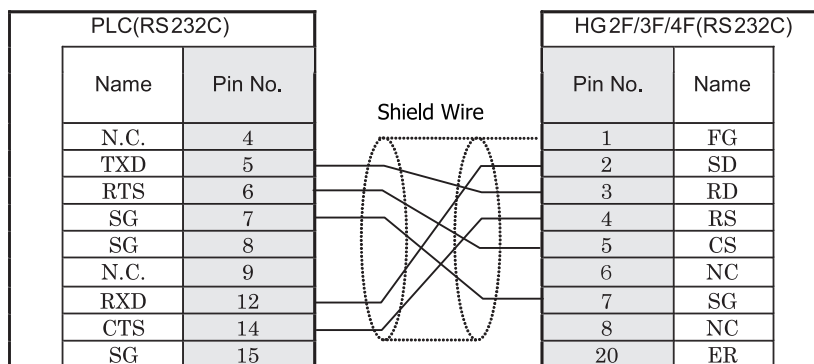 PLC(RS232C) HG2F/3F/4F(RS232C)
Name Pin No. Pin No. Name
Shield Wire
N.C. 4 1 FG
TXD 5 2 SD
RTS 6 3 RD
SG 7 4 RS
SG 8 5 CS
N.C. 9 6 NC
RXD 12 7 SG
CTS 14 8 NC
SG 15 20 ER